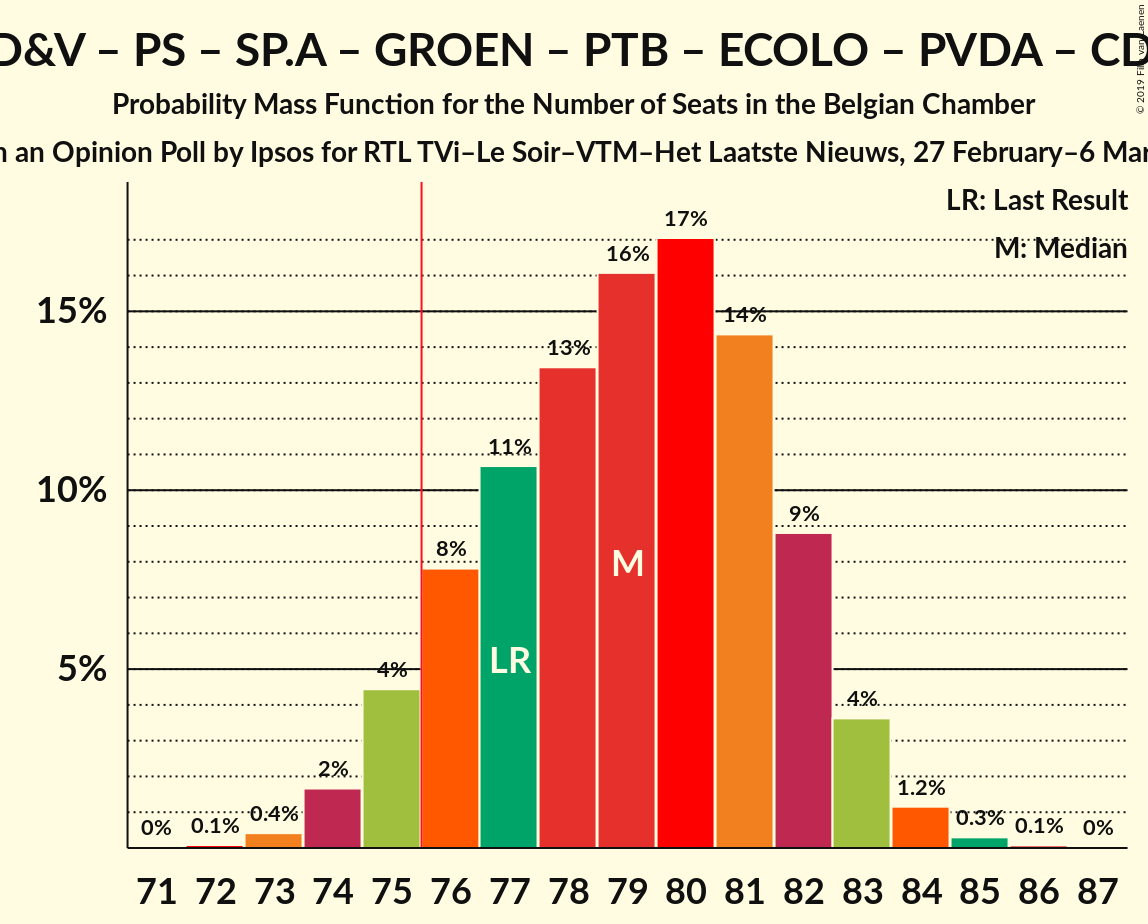 D&V – PS – SP.A – GROEN – PTB – ECOLO – PVDA – CD
Probability Mass Function for the Number of Seats in the Belgian Chamber
an Opinion Poll by Ipsos for RTL TVi–Le Soir–VTM–Het Laatste Nieuws, 27 February–6 Mar
© 2019 Filip van Laenen
LR: Last Result
M: Median
17%
16%
15%
14%
13%
11%
10%
9%
8%
M
LR
5%
4%
4%
2%
1.2%
0% 0.1% 0.4% 0.3% 0.1% 0%
71 72 73 74 75 76 77 78 79 80 81 82 83 84 85 86 87